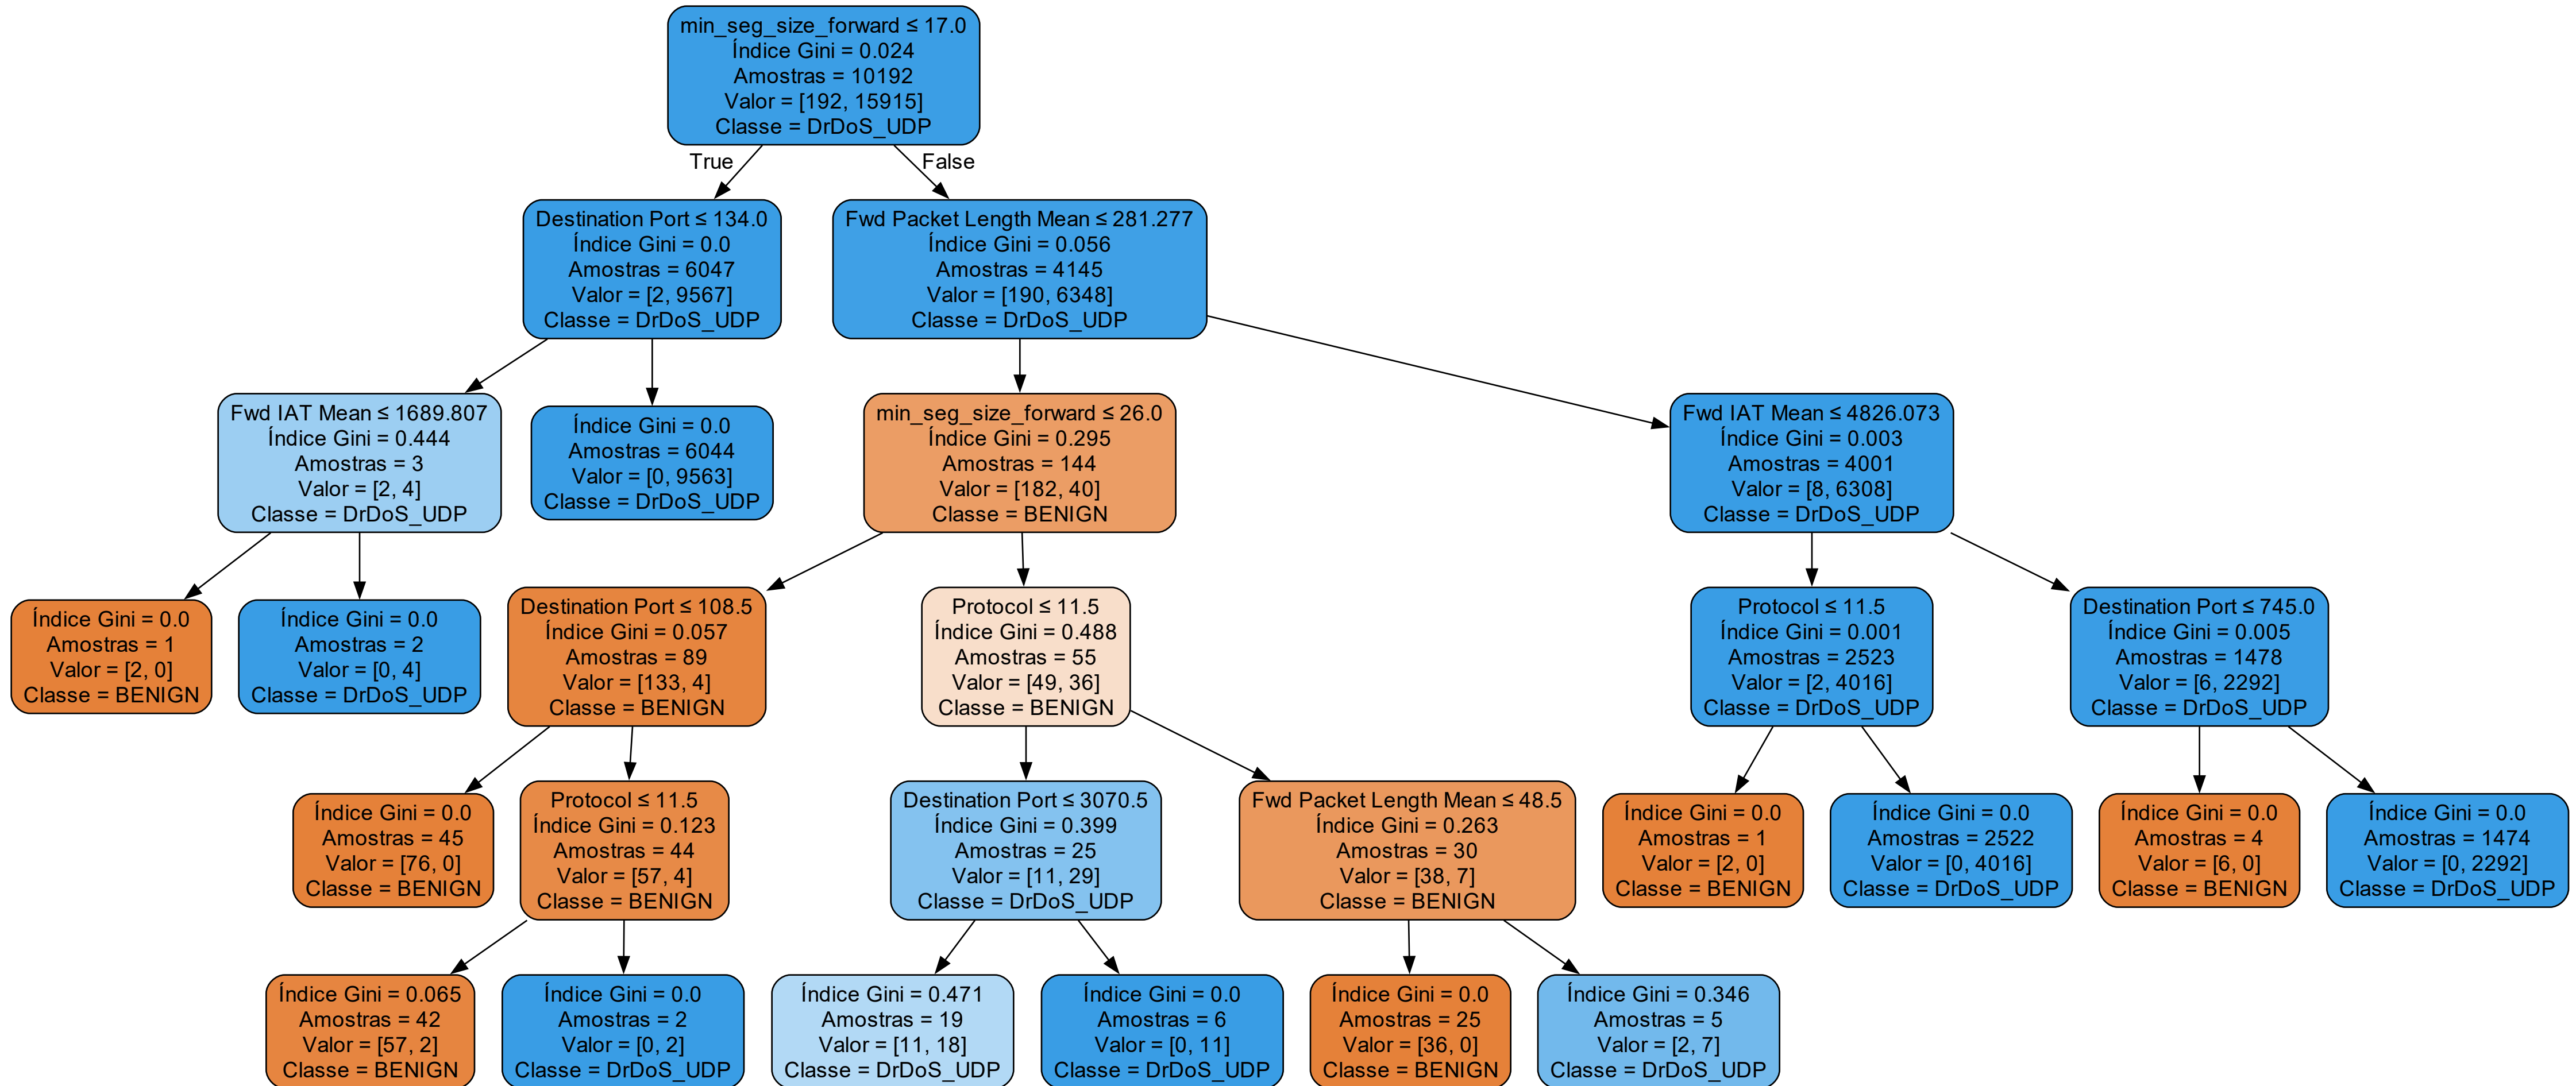 min_seg_size_forward ≤ 17.0
Índice Gini = 0.024
Amostras = 10192
Valor = [192, 15915]
Classe = DrDoS_UDP
True
False
Destination Port ≤ 134.0
Índice Gini = 0.0
Amostras = 6047
Valor = [2, 9567]
Classe = DrDoS_UDP
Fwd Packet Length Mean ≤ 281.277
Índice Gini = 0.056
Amostras = 4145
Valor = [190, 6348]
Classe = DrDoS_UDP
Fwd IAT Mean ≤ 1689.807
Índice Gini = 0.444
Amostras = 3
Valor = [2, 4]
Classe = DrDoS_UDP
Índice Gini = 0.0
Amostras = 6044
Valor = [0, 9563]
Classe = DrDoS_UDP
min_seg_size_forward ≤ 26.0
Índice Gini = 0.295
Amostras = 144
Valor = [182, 40]
Classe = BENIGN
Fwd IAT Mean ≤ 4826.073
Índice Gini = 0.003
Amostras = 4001
Valor = [8, 6308]
Classe = DrDoS_UDP
Índice Gini = 0.0
Amostras = 1
Valor = [2, 0]
Classe = BENIGN
Índice Gini = 0.0
Amostras = 2
Valor = [0, 4]
Classe = DrDoS_UDP
Destination Port ≤ 108.5
Índice Gini = 0.057
Amostras = 89
Valor = [133, 4]
Classe = BENIGN
Protocol ≤ 11.5
Índice Gini = 0.488
Amostras = 55
Valor = [49, 36]
Classe = BENIGN
Protocol ≤ 11.5
Índice Gini = 0.001
Amostras = 2523
Valor = [2, 4016]
Classe = DrDoS_UDP
Destination Port ≤ 745.0
Índice Gini = 0.005
Amostras = 1478
Valor = [6, 2292]
Classe = DrDoS_UDP
Índice Gini = 0.0
Amostras = 45
Valor = [76, 0]
Classe = BENIGN
Protocol ≤ 11.5
Índice Gini = 0.123
Amostras = 44
Valor = [57, 4]
Classe = BENIGN
Destination Port ≤ 3070.5
Índice Gini = 0.399
Amostras = 25
Valor = [11, 29]
Classe = DrDoS_UDP
Fwd Packet Length Mean ≤ 48.5
Índice Gini = 0.263
Amostras = 30
Valor = [38, 7]
Classe = BENIGN
Índice Gini = 0.0
Amostras = 1
Valor = [2, 0]
Classe = BENIGN
Índice Gini = 0.0
Amostras = 2522
Valor = [0, 4016]
Classe = DrDoS_UDP
Índice Gini = 0.0
Amostras = 4
Valor = [6, 0]
Classe = BENIGN
Índice Gini = 0.0
Amostras = 1474
Valor = [0, 2292]
Classe = DrDoS_UDP
Índice Gini = 0.065
Amostras = 42
Valor = [57, 2]
Classe = BENIGN
Índice Gini = 0.0
Amostras = 2
Valor = [0, 2]
Classe = DrDoS_UDP
Índice Gini = 0.471
Amostras = 19
Valor = [11, 18]
Classe = DrDoS_UDP
Índice Gini = 0.0
Amostras = 6
Valor = [0, 11]
Classe = DrDoS_UDP
Índice Gini = 0.0
Amostras = 25
Valor = [36, 0]
Classe = BENIGN
Índice Gini = 0.346
Amostras = 5
Valor = [2, 7]
Classe = DrDoS_UDP